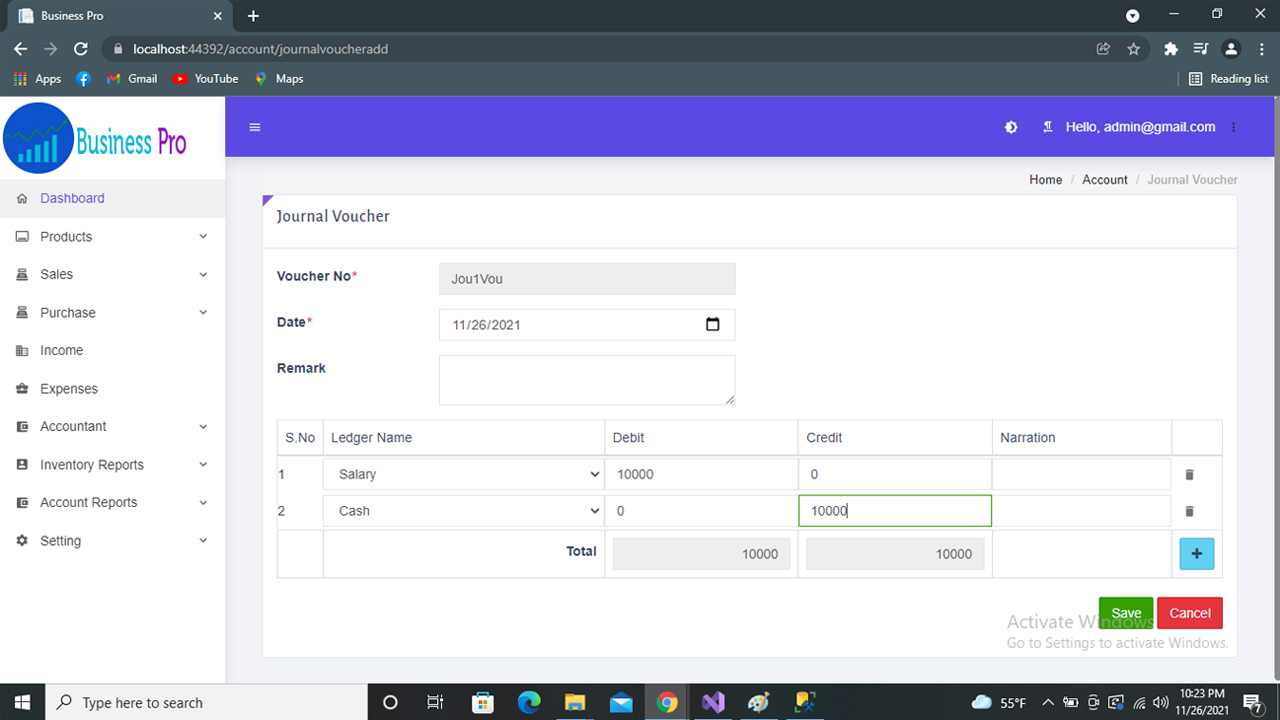 Business Pro
localhost:44392/account/journalvoucheradd
Apps Gmail YouTube Maps Reading list
Business Pro
Hello, admin@gmail.com
Dashboard
Products
Sales
Purchase
Income
Expenses
Accountant
Inventory Reports
Account Reports
Setting
Home / Account / Journal Voucher
Journal Voucher
Voucher No* Jou1Vou
Date* 11/26/2021
Remark
S.No Ledger Name Debit Credit Narration
1 Salary 10000 0
2 Cash 0 10000
Total 10000 10000
+
Save Cancel
Activate Windows
Go to Settings to activate Windows.
Type here to search
55°F
10:23 PM
11/26/2021
7